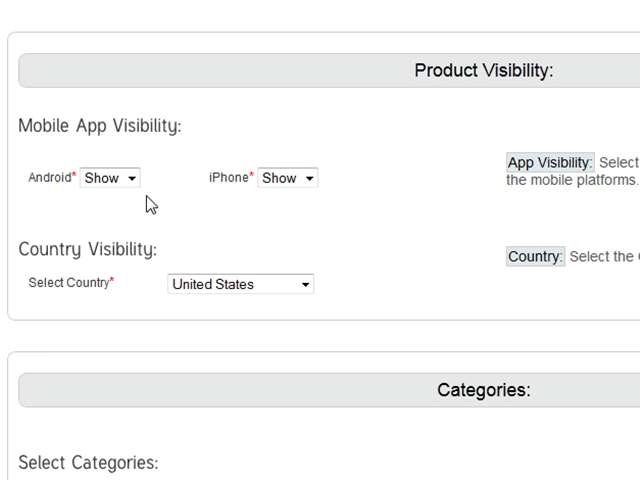 Product Visibility:
Mobile App Visibility:
Android* Show iPhone* Show
App Visibility: Select
the mobile platforms.
Country Visibility:
Select Country* United States
Country: Select the
Categories:
Select Categories: